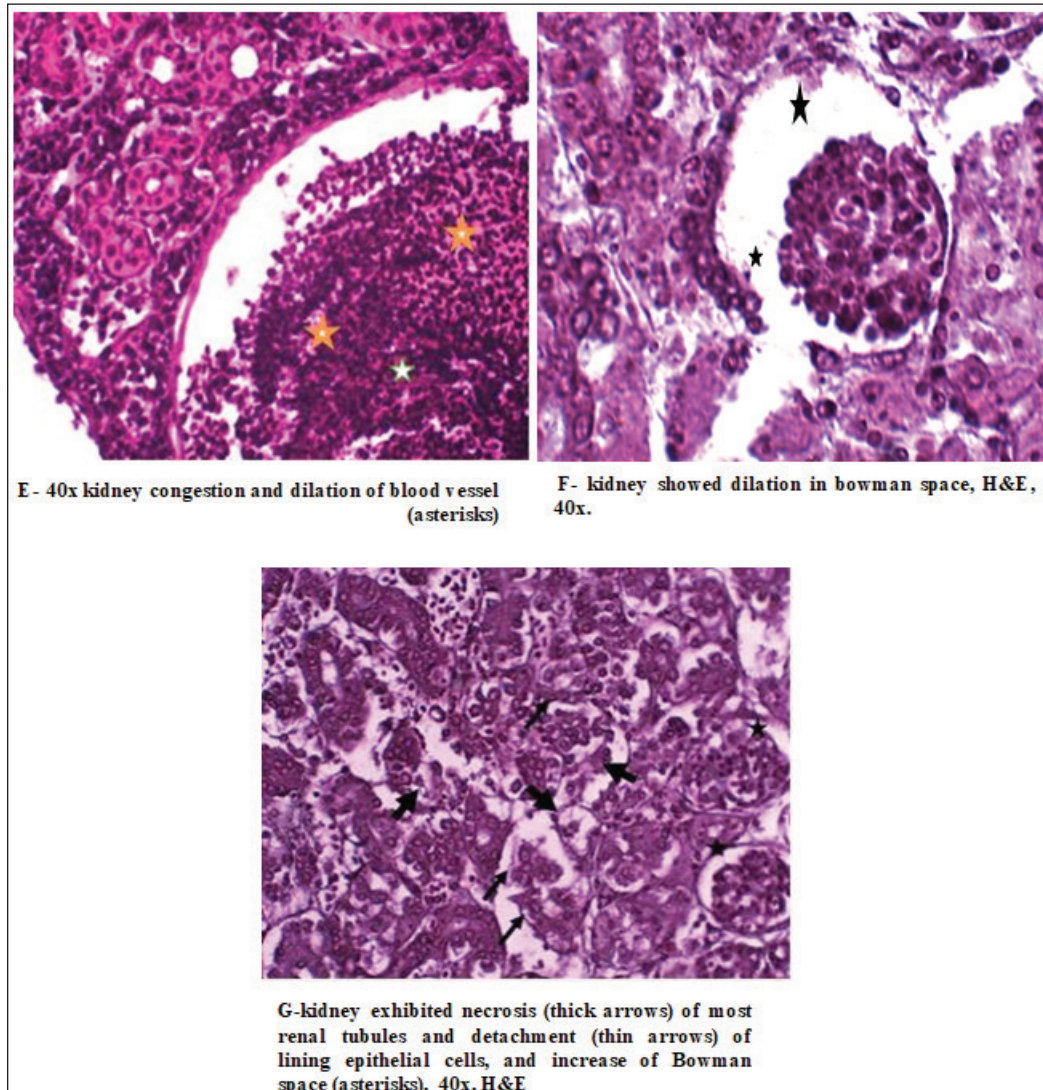 E- 40x kidney congestion and dilation of blood vessel
(asterisks)
F- kidney showed dilation in bowman space, H&E,
40x.
G-kidney exhibited necrosis (thick arrows) of most
renal tubules and detachment (thin arrows) of
lining epithelial cells, and increase of Bowman
space (asterisks), 40x, H&E